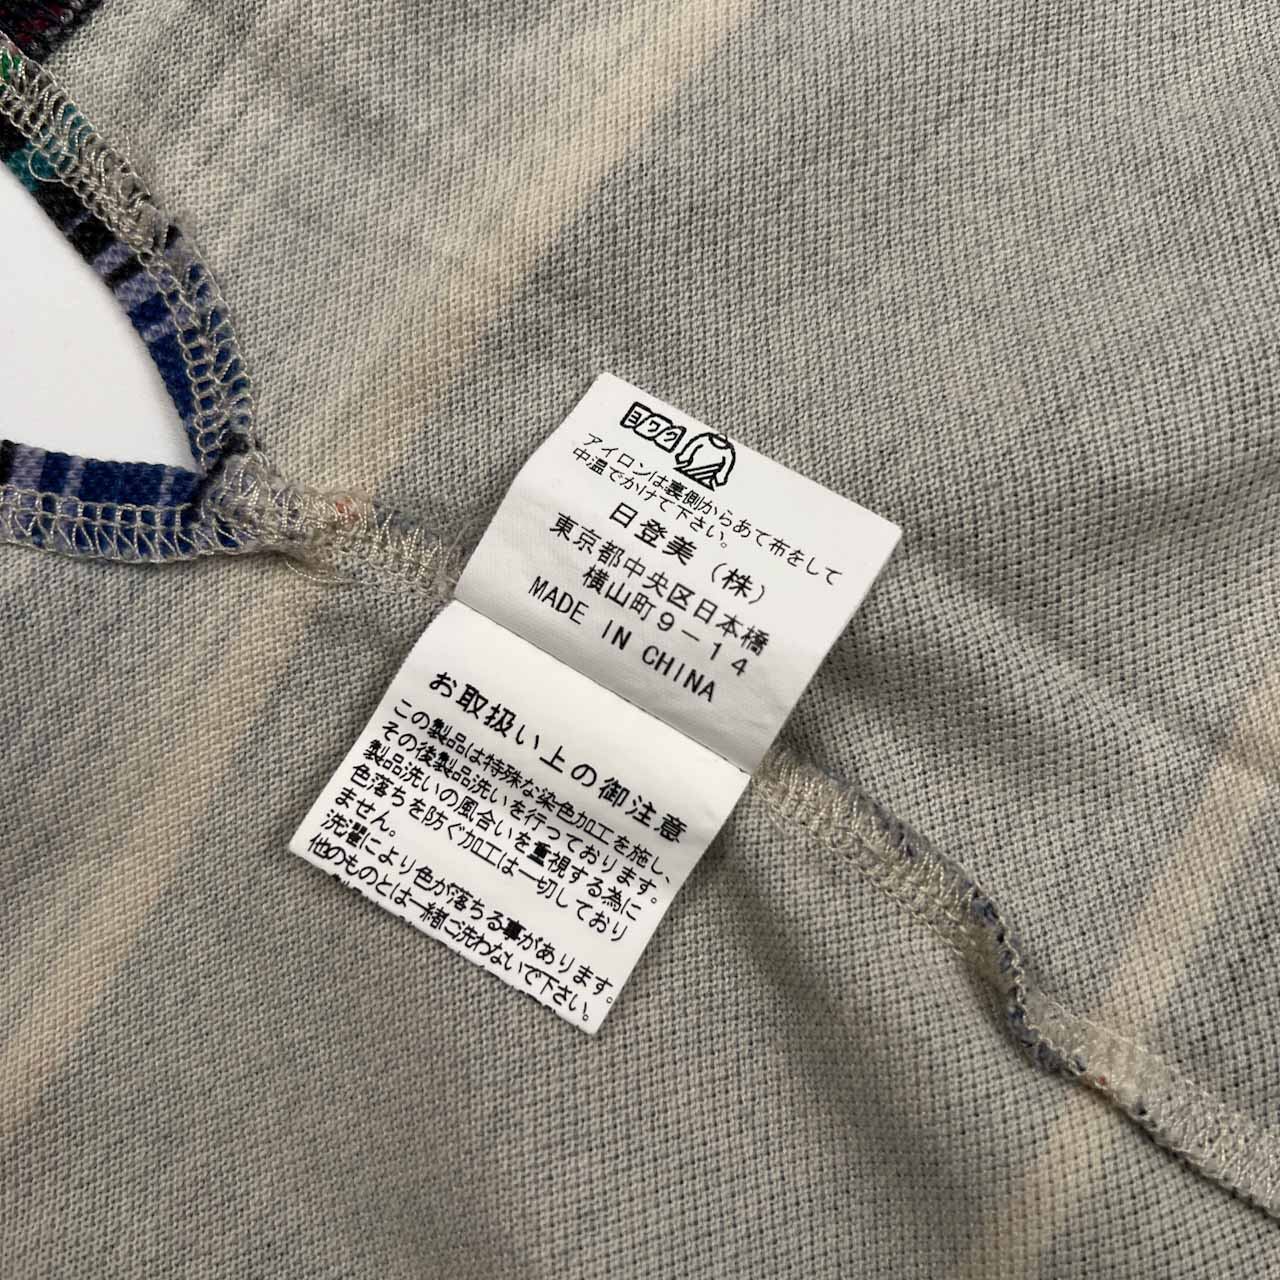 ヨワク
アイロンは裏側からあて布をして
中温でかけて下さい。
日登美（株）
東京都中央区日本橋
横山町９－１４
MADE IN CHINA
お取扱い上の御注意
この製品は特殊な染色加工を施し、
その後製品洗いを行っております。
製品洗いの風合いを重視する為に
色落ちを防ぐ加工は一切しており
ません。
洗濯により色が落ちる事があります。
他のものとは一緒に洗わないで下さい。